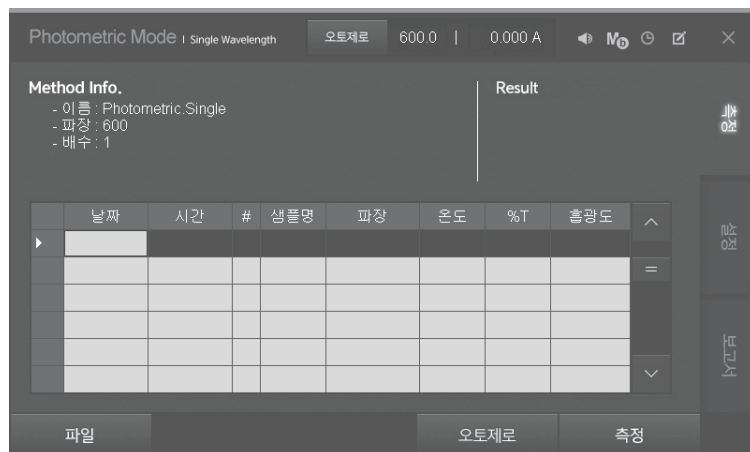 Photometric Mode | Single Wavelength 오토제로 600.0 | 0.000 A
Method Info.
- 이름 : Photometric.Single
- 파장 : 600
- 배수 : 1
Result
측정
설정
보고서
날짜 시간 # 샘플명 파장 온도 %T 흡광도
파일 오토제로 측정